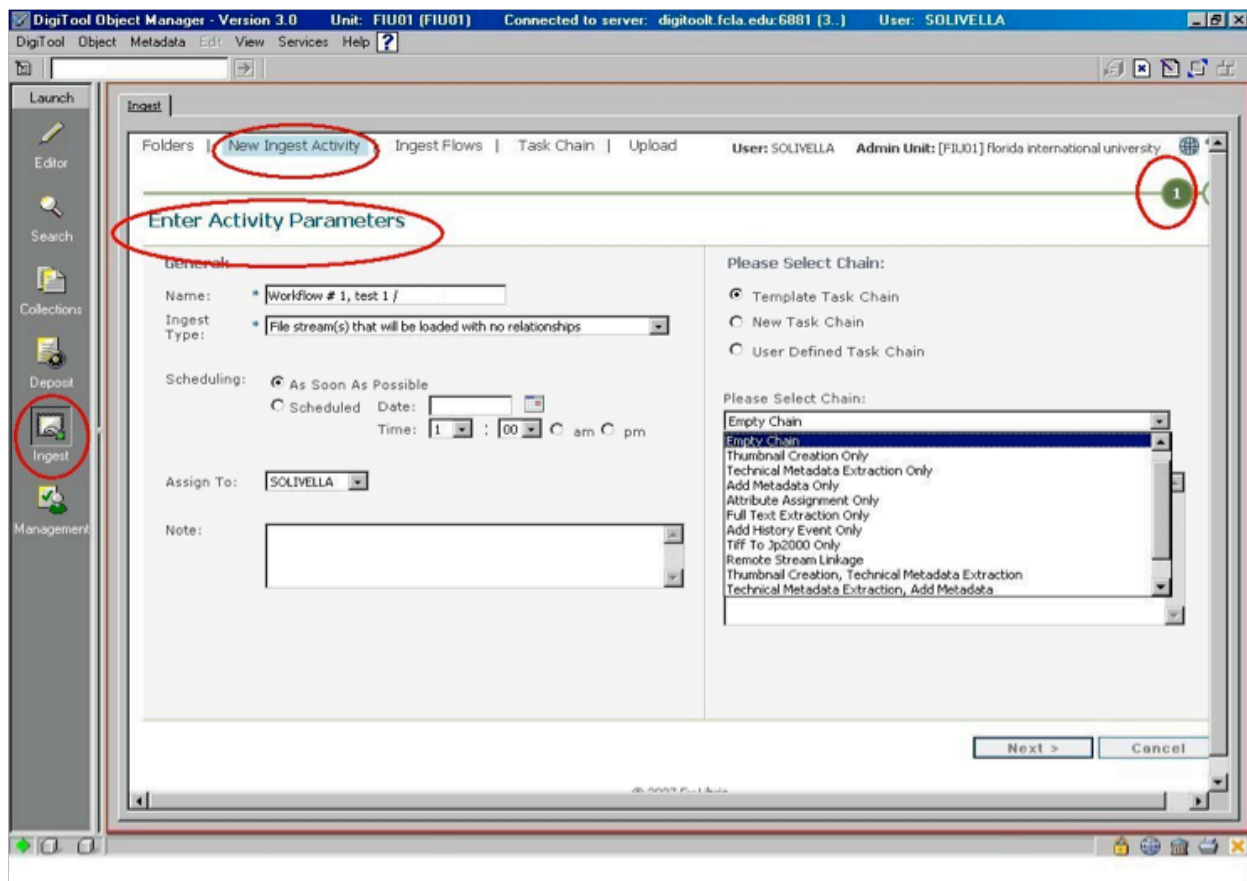 DigiTool Object Manager - Version 3.0 Unit: FIU01 (FIU01) Connected to server: digitoolt.fcla.edu:6881 (3..) User: SOLIVELLA
DigiTool Object Metadata Edit View Services Help ?
Launch
Editor
Search
Collections
Deposit
Ingest
Management
Ingest
Folders | New Ingest Activity | Ingest Flows | Task Chain | Upload User: SOLIVELLA Admin Unit: [FIU01] florida international university
1
Enter Activity Parameters
General:
Name: * Workflow # 1, test 1 /
Ingest Type: * File stream(s) that will be loaded with no relationships
Scheduling: As Soon As Possible
Scheduled Date:
Time: 1 : 00 am pm
Assign To: SOLIVELLA
Note:
Please Select Chain:
Template Task Chain
New Task Chain
User Defined Task Chain
Please Select Chain:
Empty Chain
Empty Chain
Thumbnail Creation Only
Technical Metadata Extraction Only
Add Metadata Only
Attribute Assignment Only
Full Text Extraction Only
Add History Event Only
Tiff To Jp2000 Only
Remote Stream Linkage
Thumbnail Creation, Technical Metadata Extraction
Technical Metadata Extraction, Add Metadata
Next > Cancel
© 2007 Ex Libris